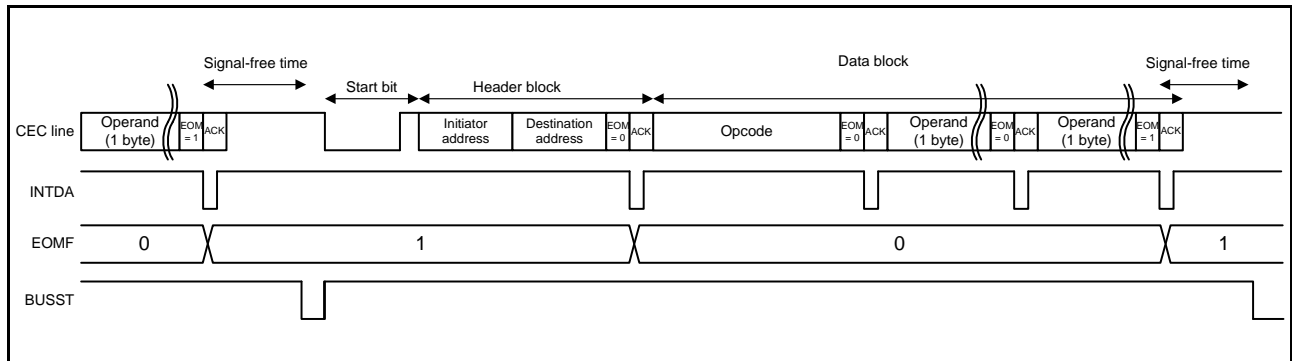 Signal-free time
Start bit
Header block
Data block
Signal-free time
CEC line
Operand
(1 byte)
EOM
= 1
ACK
Initiator
address
Destination
address
EOM
= 0
ACK
Opcode
EOM
= 0
ACK
Operand
(1 byte)
EOM
= 0
ACK
Operand
(1 byte)
EOM
= 1
ACK
INTDA
EOMF
0
1
0
1
BUSST